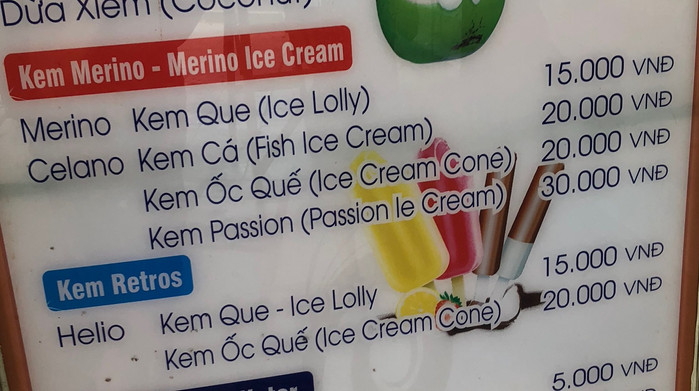 Dừa Xiêm (Coconut)
Kem Merino - Merino Ice Cream
Merino Kem Que (Ice Lolly) 15.000 VNĐ
Celano Kem Cá (Fish Ice Cream) 20.000 VNĐ
Kem Ốc Quế (Ice Cream Cone) 20.000 VNĐ
Kem Passion (Passion Ie Cream) 30.000 VNĐ
Kem Retros
Helio Kem Que - Ice Lolly 15.000 VNĐ
Kem Ốc Quế (Ice Cream Cone) 20.000 VNĐ
5.000 VNĐ